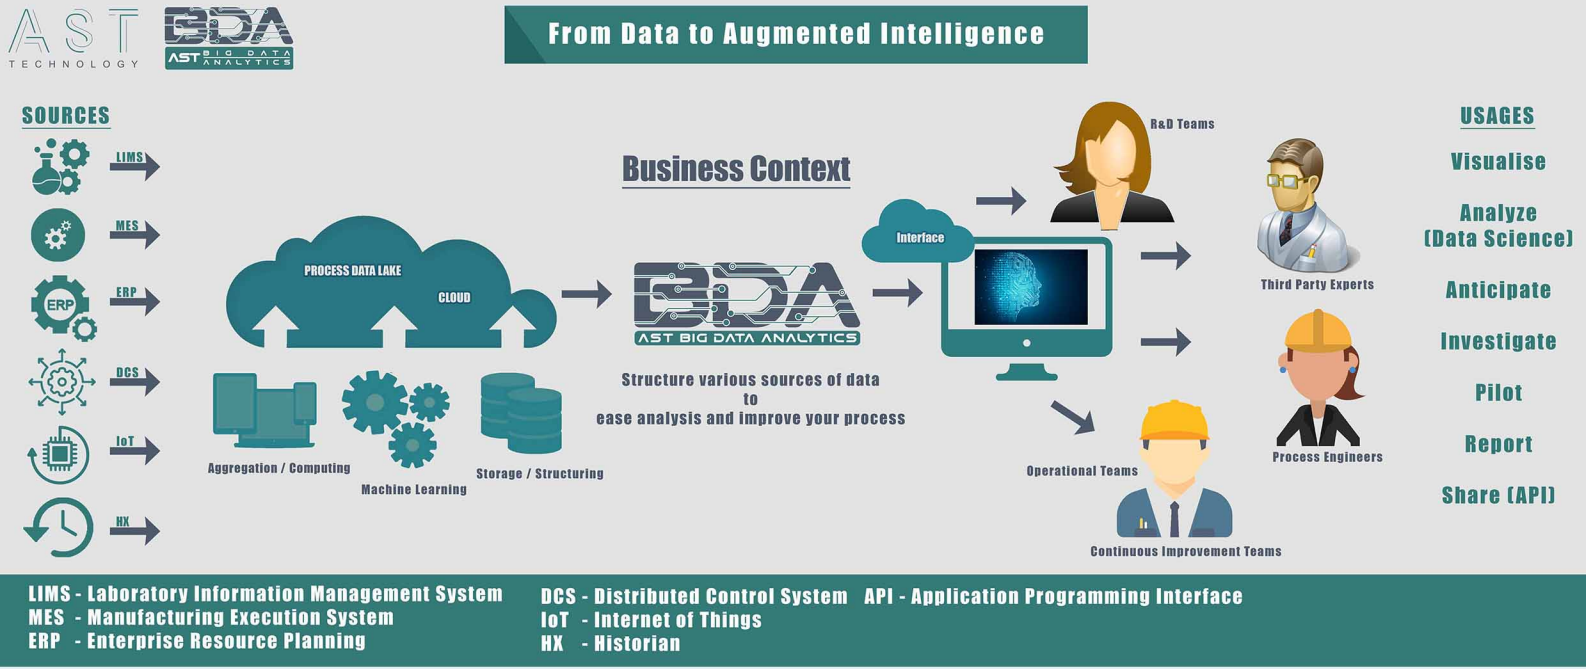 AST
TECHNOLOGY
BDA
AST BIG DATA
ANALYTICS
From Data to Augmented Intelligence
SOURCES
LIMS
MES
ERP
ERP
DCS
IoT
HX
PROCESS DATA LAKE
CLOUD
Aggregation / Computing
Machine Learning
Storage / Structuring
Business Context
BDA
AST BIG DATA ANALYTICS
Structure various sources of data
to
ease analysis and improve your process
Interface
R&D Teams
Third Party Experts
Process Engineers
Operational Teams
Continuous Improvement Teams
USAGES
Visualise
Analyze
(Data Science)
Anticipate
Investigate
Pilot
Report
Share (API)
LIMS - Laboratory Information Management System
MES - Manufacturing Execution System
ERP - Enterprise Resource Planning
DCS - Distributed Control System API - Application Programming Interface
IoT - Internet of Things
HX - Historian